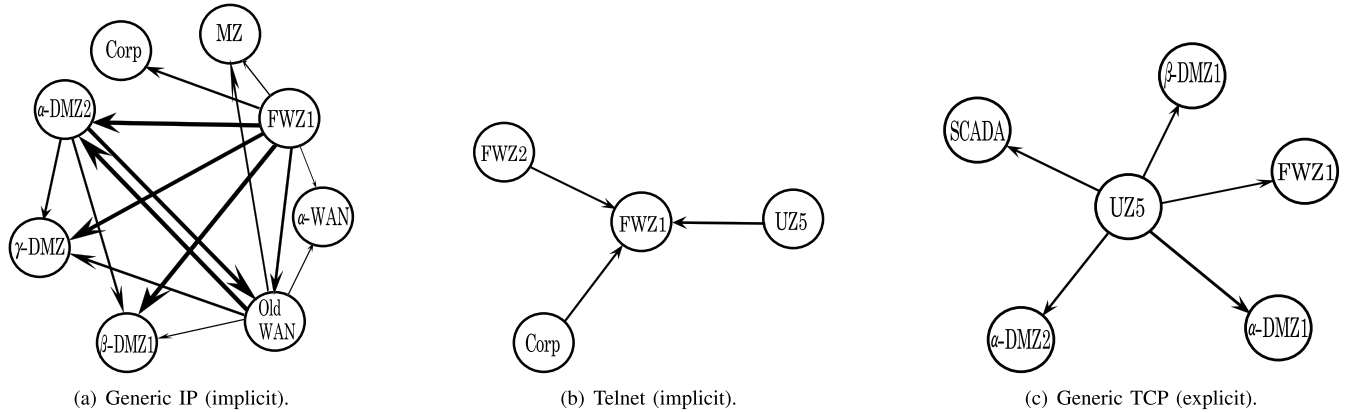 MZ
Corp
α-DMZ2
FWZ1
α-WAN
γ-DMZ
Old
WAN
β-DMZ1
(a) Generic IP (implicit).
FWZ2
FWZ1
UZ5
Corp
(b) Telnet (implicit).
β-DMZ1
SCADA
FWZ1
UZ5
α-DMZ2
α-DMZ1
(c) Generic TCP (explicit).